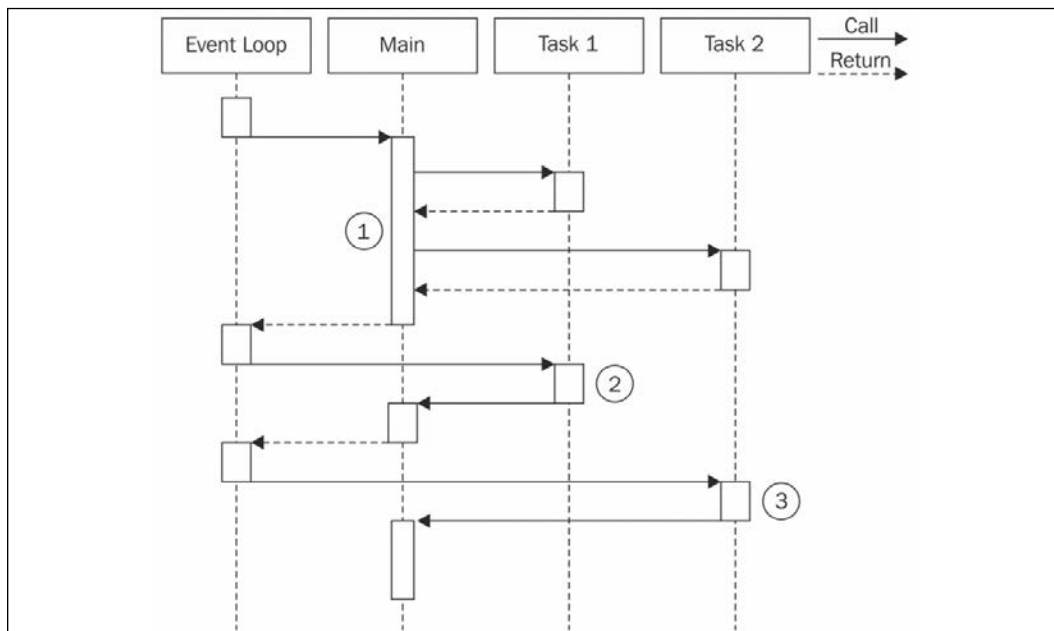 Event Loop
Main
Task 1
Task 2
Call
Return
1
2
3